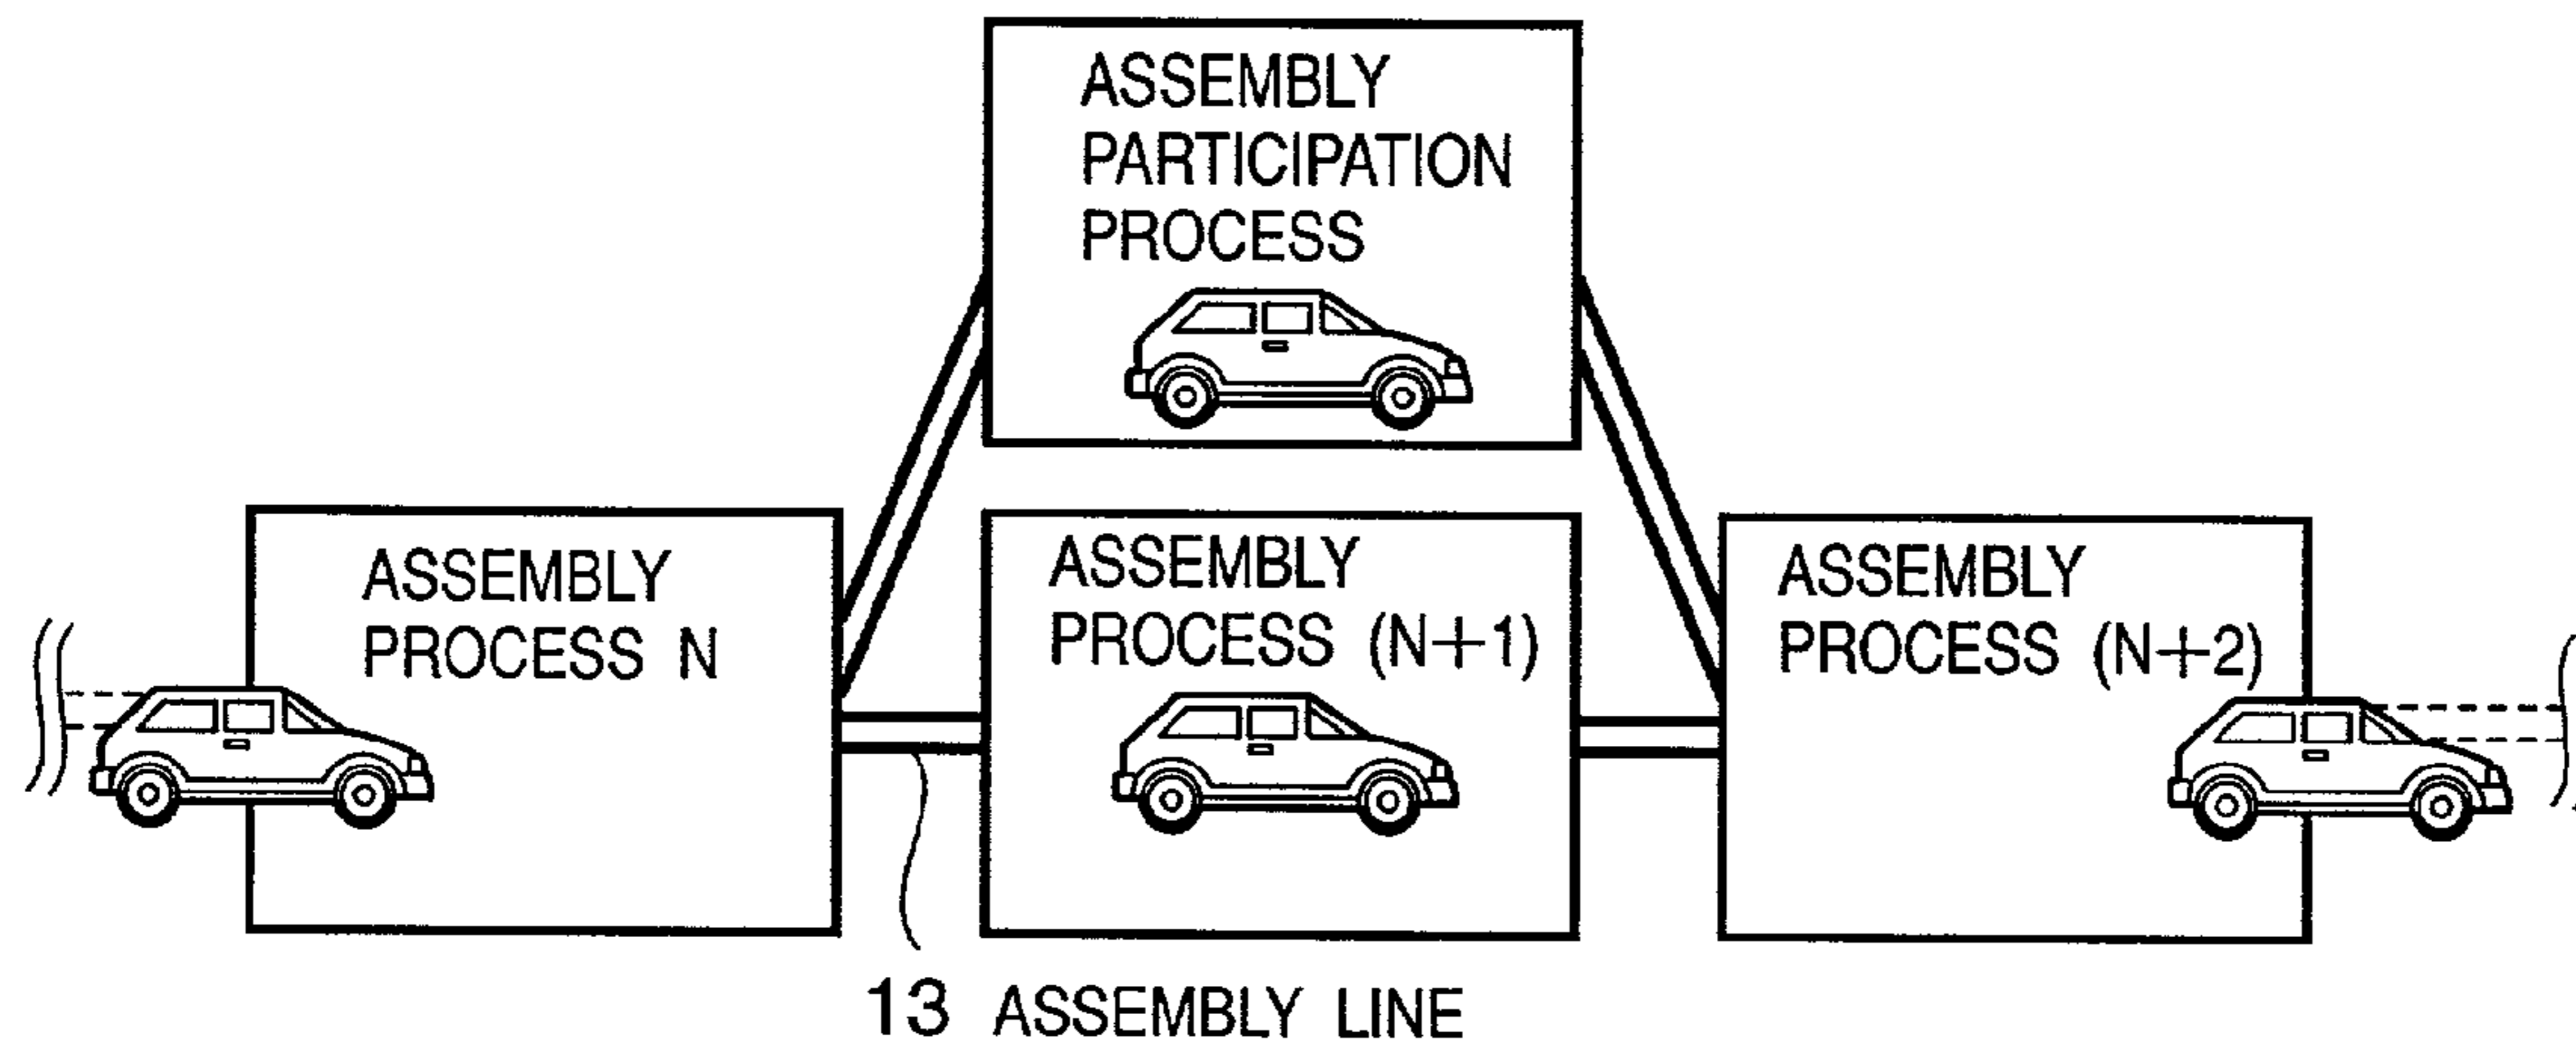 ASSEMBLY
PARTICIPATION
PROCESS
ASSEMBLY
PROCESS N
ASSEMBLY
PROCESS (N+1)
ASSEMBLY
PROCESS (N+2)
13 ASSEMBLY LINE